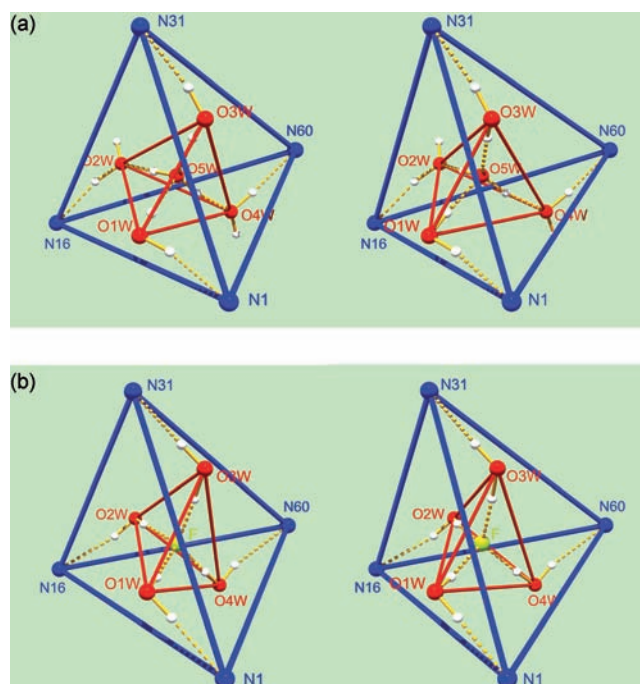 (a)
N31 N31
O3W O3W
N60 N60
O2W O5W O2W O5W
O4W O4W
N16 O1W N16 O1W
N1 N1
(b)
N31 N31
O3W O3W
O2W N60 O2W N60
F F
N16 O1W O4W N16 O1W O4W
N1 N1